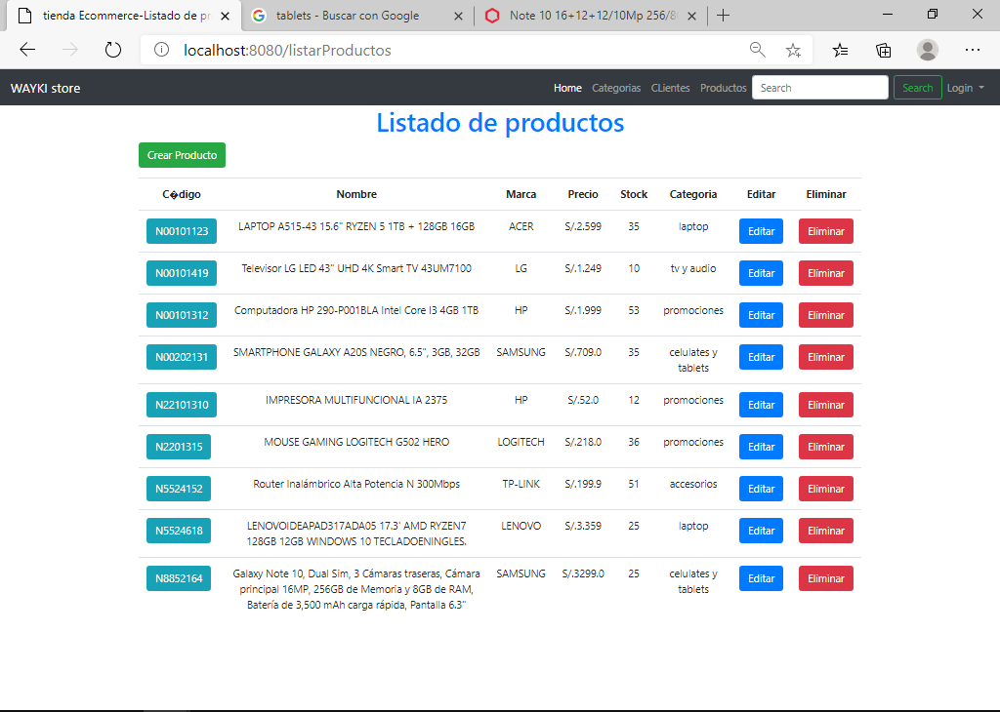 tienda Ecommerce-Listado de pr
tablets - Buscar con Google
Note 10 16+12+12/10Mp 256/8
localhost:8080/listarProductos
WAYKI store
Home Categorias CLientes Productos Search Search Login
Listado de productos
Crear Producto
C�digo Nombre Marca Precio Stock Categoria Editar Eliminar
N00101123 LAPTOP A515-43 15.6" RYZEN 5 1TB + 128GB 16GB ACER S/.2.599 35 laptop Editar Eliminar
N00101419 Televisor LG LED 43" UHD 4K Smart TV 43UM7100 LG S/.1.249 10 tv y audio Editar Eliminar
N00101312 Computadora HP 290-P001BLA Intel Core I3 4GB 1TB HP S/.1.999 53 promociones Editar Eliminar
N00202131 SMARTPHONE GALAXY A20S NEGRO, 6.5", 3GB, 32GB SAMSUNG S/.709.0 35 celulates y Editar Eliminar
tablets
N22101310 IMPRESORA MULTIFUNCIONAL IA 2375 HP S/.52.0 12 promociones Editar Eliminar
N2201315 MOUSE GAMING LOGITECH G502 HERO LOGITECH S/.218.0 36 promociones Editar Eliminar
N5524152 Router Inalámbrico Alta Potencia N 300Mbps TP-LINK S/.199.9 51 accesorios Editar Eliminar
N5524618 LENOVOIDEAPAD317ADA05 17.3' AMD RYZEN7 LENOVO S/.3.359 25 laptop Editar Eliminar
128GB 12GB WINDOWS 10 TECLADOENINGLES.
N8852164 Galaxy Note 10, Dual Sim, 3 Cámaras traseras, Cámara SAMSUNG S/.3299.0 25 celulates y Editar Eliminar
principal 16MP, 256GB de Memoria y 8GB de RAM, tablets
Batería de 3,500 mAh carga rápida, Pantalla 6.3"